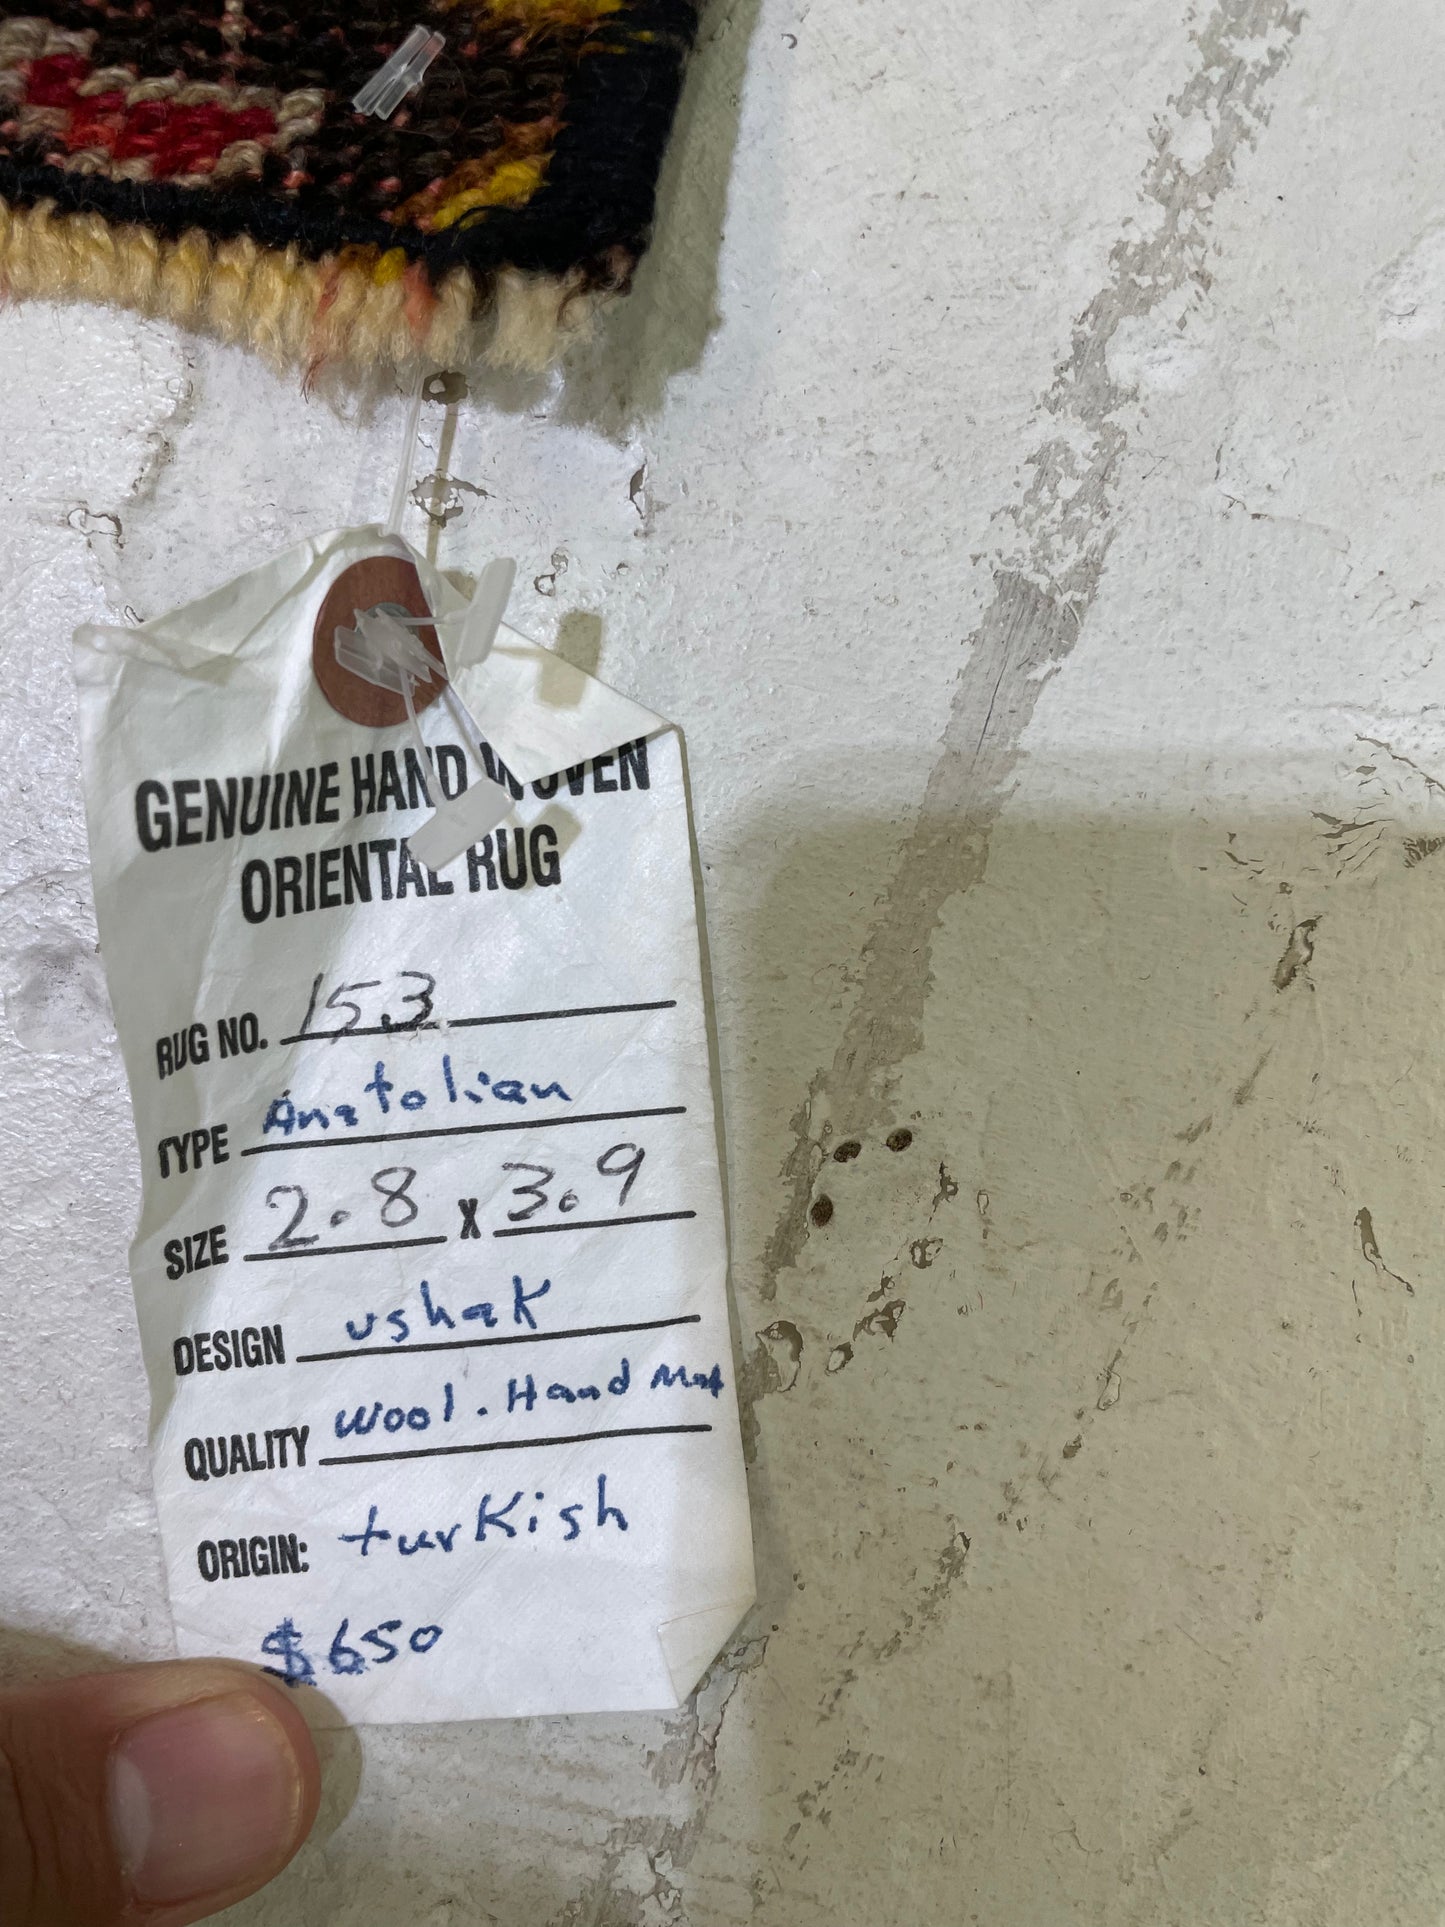 GENUINE HAND WOVEN
ORIENTAL RUG
RUG NO. 153
TYPE Anatolian
SIZE 2.8 X 3.9
DESIGN ushak
QUALITY wool. Hand
ORIGIN: turkish
$650